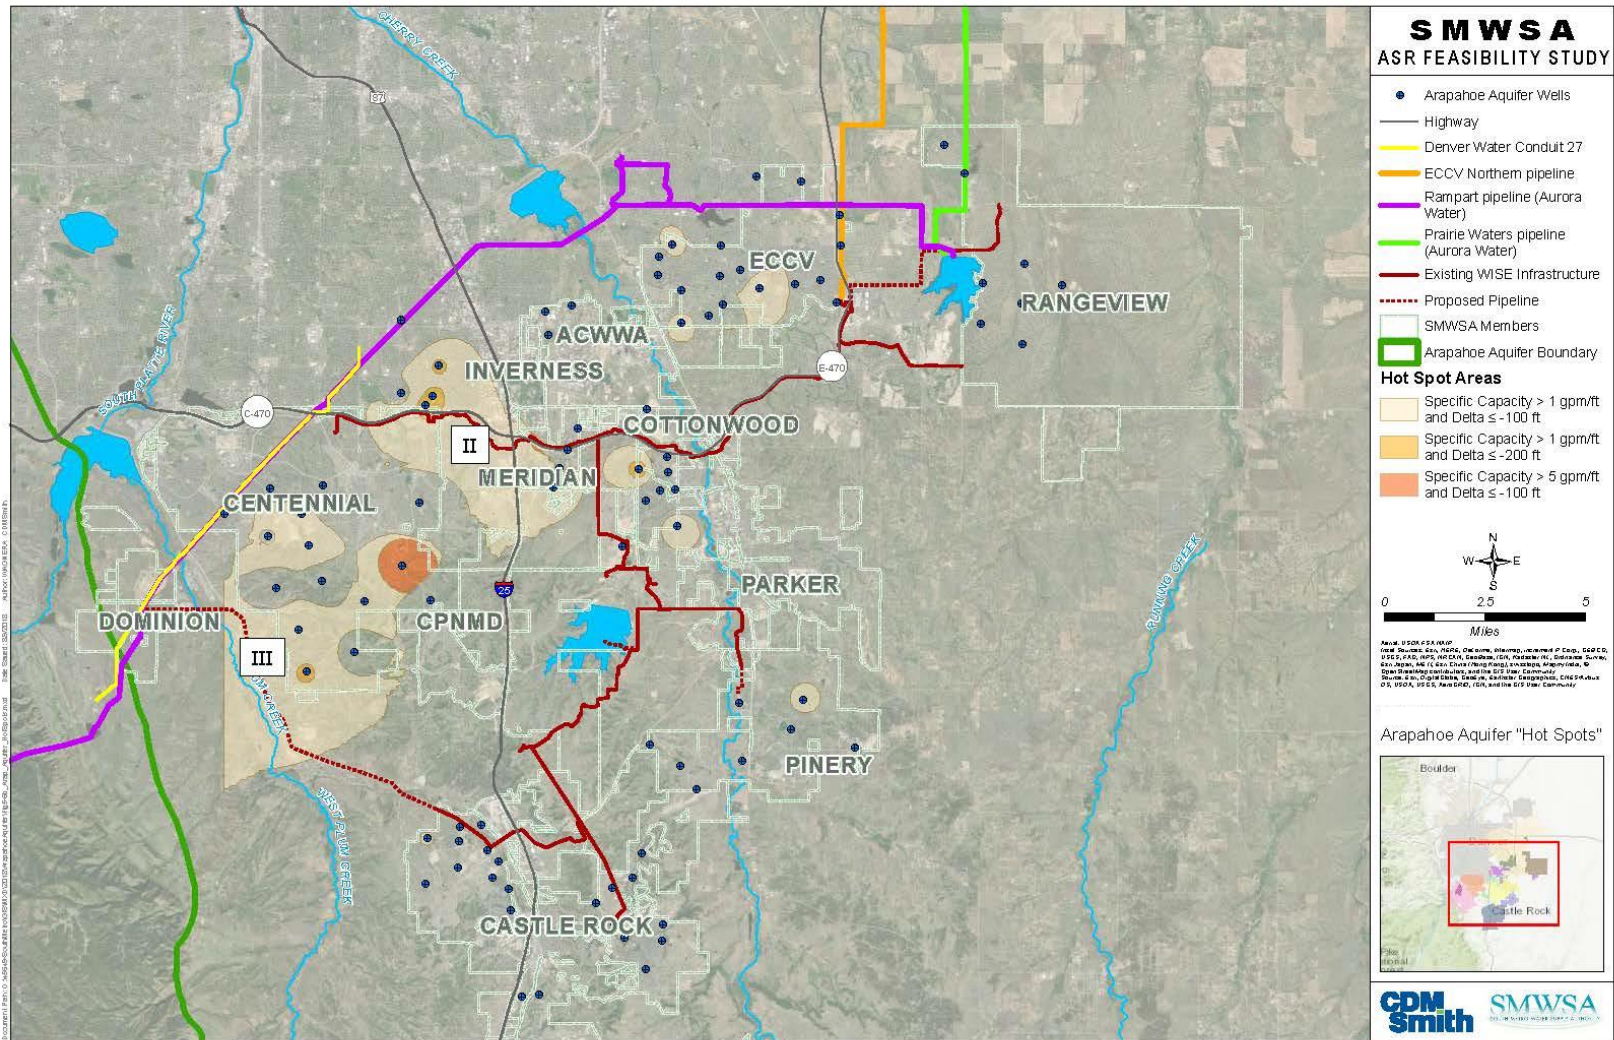 SMWSA
ASR FEASIBILITY STUDY
Arapahoe Aquifer Wells
Highway
Denver Water Conduit 27
ECCV Northern pipeline
Rampart pipeline (Aurora
Water)
Prairie Waters pipeline
(Aurora Water)
Existing WISE Infrastructure
Proposed Pipeline
SMWSA Members
Arapahoe Aquifer Boundary
Hot Spot Areas
Specific Capacity > 1 gpm/ft
and Delta ≤ -100 ft
Specific Capacity > 1 gpm/ft
and Delta ≤ -200 ft
Specific Capacity > 5 gpm/ft
and Delta ≤ -100 ft
N
W E
S
0 2.5 5
Miles
Arapahoe Aquifer "Hot Spots"
Boulder
Castle Rock
CDM
Smith
SMWSA
CHERRY CREEK
SOUTH PLATTE RIVER
ECCV
RANGEVIEW
ACWWA
INVERNESS
E-470
C-470
COTTONWOOD
II
MERIDIAN
CENTENNIAL
RUNNING CREEK
PARKER
25
DOMINION
CPNMD
III
PINERY
WEST PLUM CREEK
CASTLE ROCK